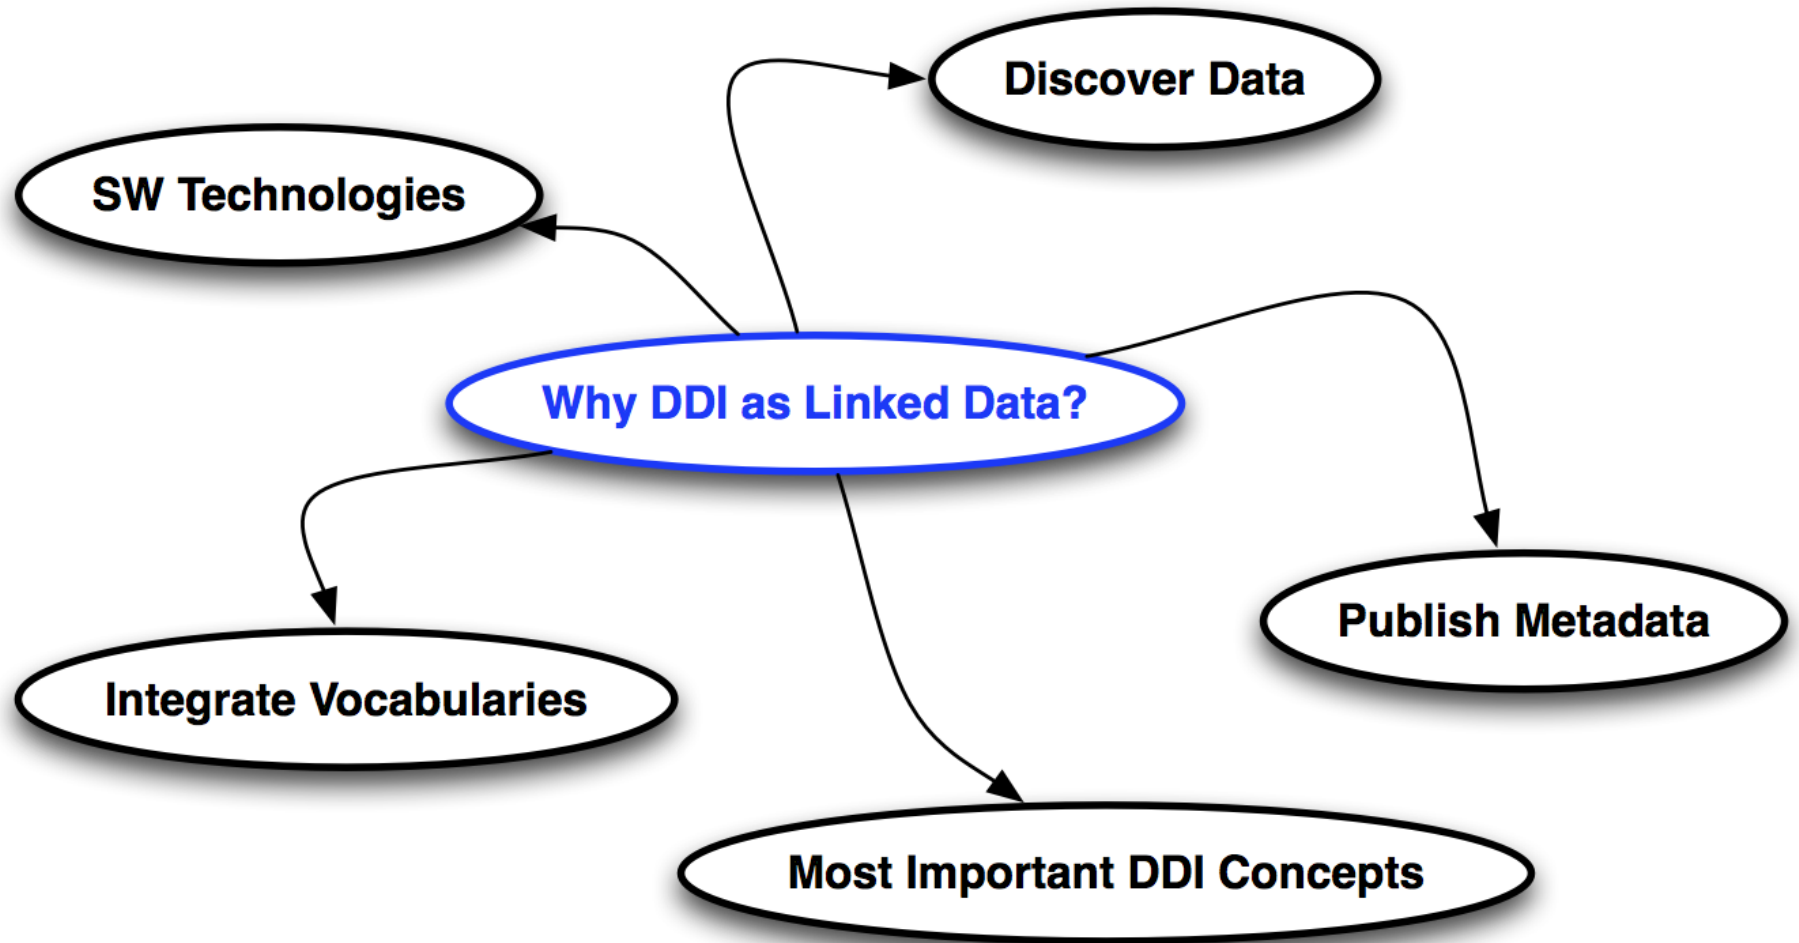 Discover Data
SW Technologies
Why DDI as Linked Data?
Publish Metadata
Integrate Vocabularies
Most Important DDI Concepts